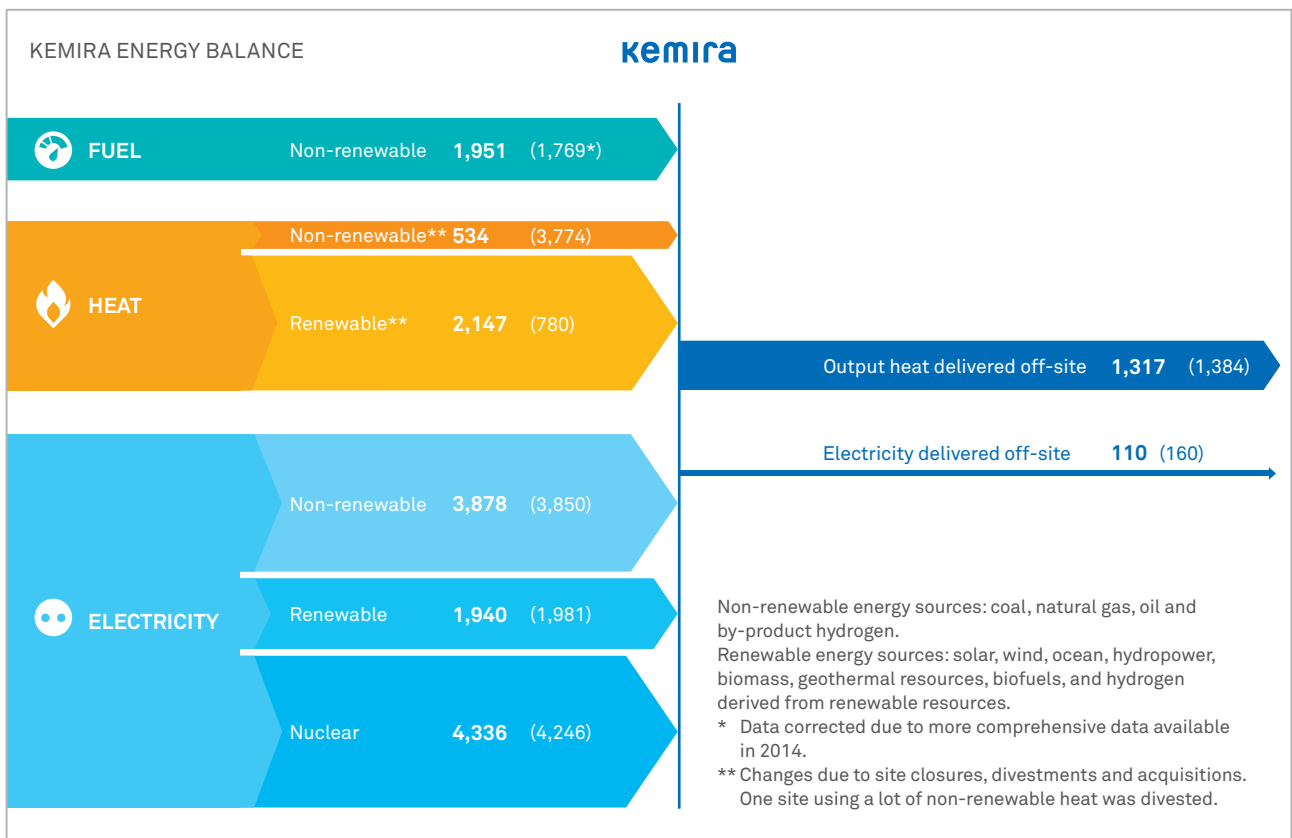 KEMIRA ENERGY BALANCE
kemira
FUEL
Non-renewable 1,951 (1,769*)
HEAT
Non-renewable** 534 (3,774)
Renewable** 2,147 (780)
Output heat delivered off-site 1,317 (1,384)
Electricity delivered off-site 110 (160)
ELECTRICITY
Non-renewable 3,878 (3,850)
Renewable 1,940 (1,981)
Nuclear 4,336 (4,246)
Non-renewable energy sources: coal, natural gas, oil and
by-product hydrogen.
Renewable energy sources: solar, wind, ocean, hydropower,
biomass, geothermal resources, biofuels, and hydrogen
derived from renewable resources.
* Data corrected due to more comprehensive data available
in 2014.
** Changes due to site closures, divestments and acquisitions.
One site using a lot of non-renewable heat was divested.